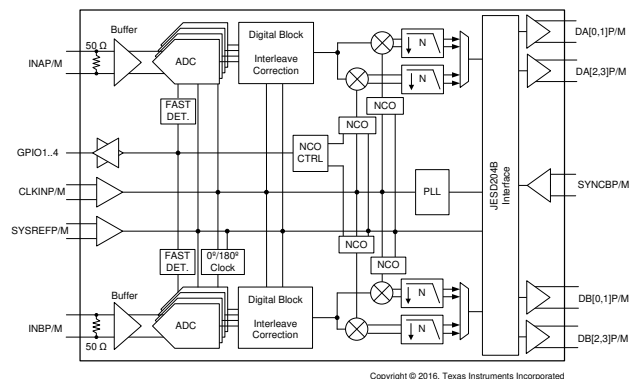 Buffer
Digital Block
Interleave
Correction
N
DA[0,1]P/M
50 Ω
INAP/M
ADC
N
DA[2,3]P/M
FAST
DET.
NCO
NCO
GPIO1..4
NCO
CTRL
JESD204B
Interface
CLKINP/M
PLL
SYNCBP/M
SYSREFP/M
NCO
FAST
DET.
0º/180º
Clock
NCO
Buffer
Digital Block
Interleave
Correction
N
DB[0,1]P/M
INBP/M
ADC
N
DB[2,3]P/M
50 Ω
Copyright © 2016, Texas Instruments Incorporated